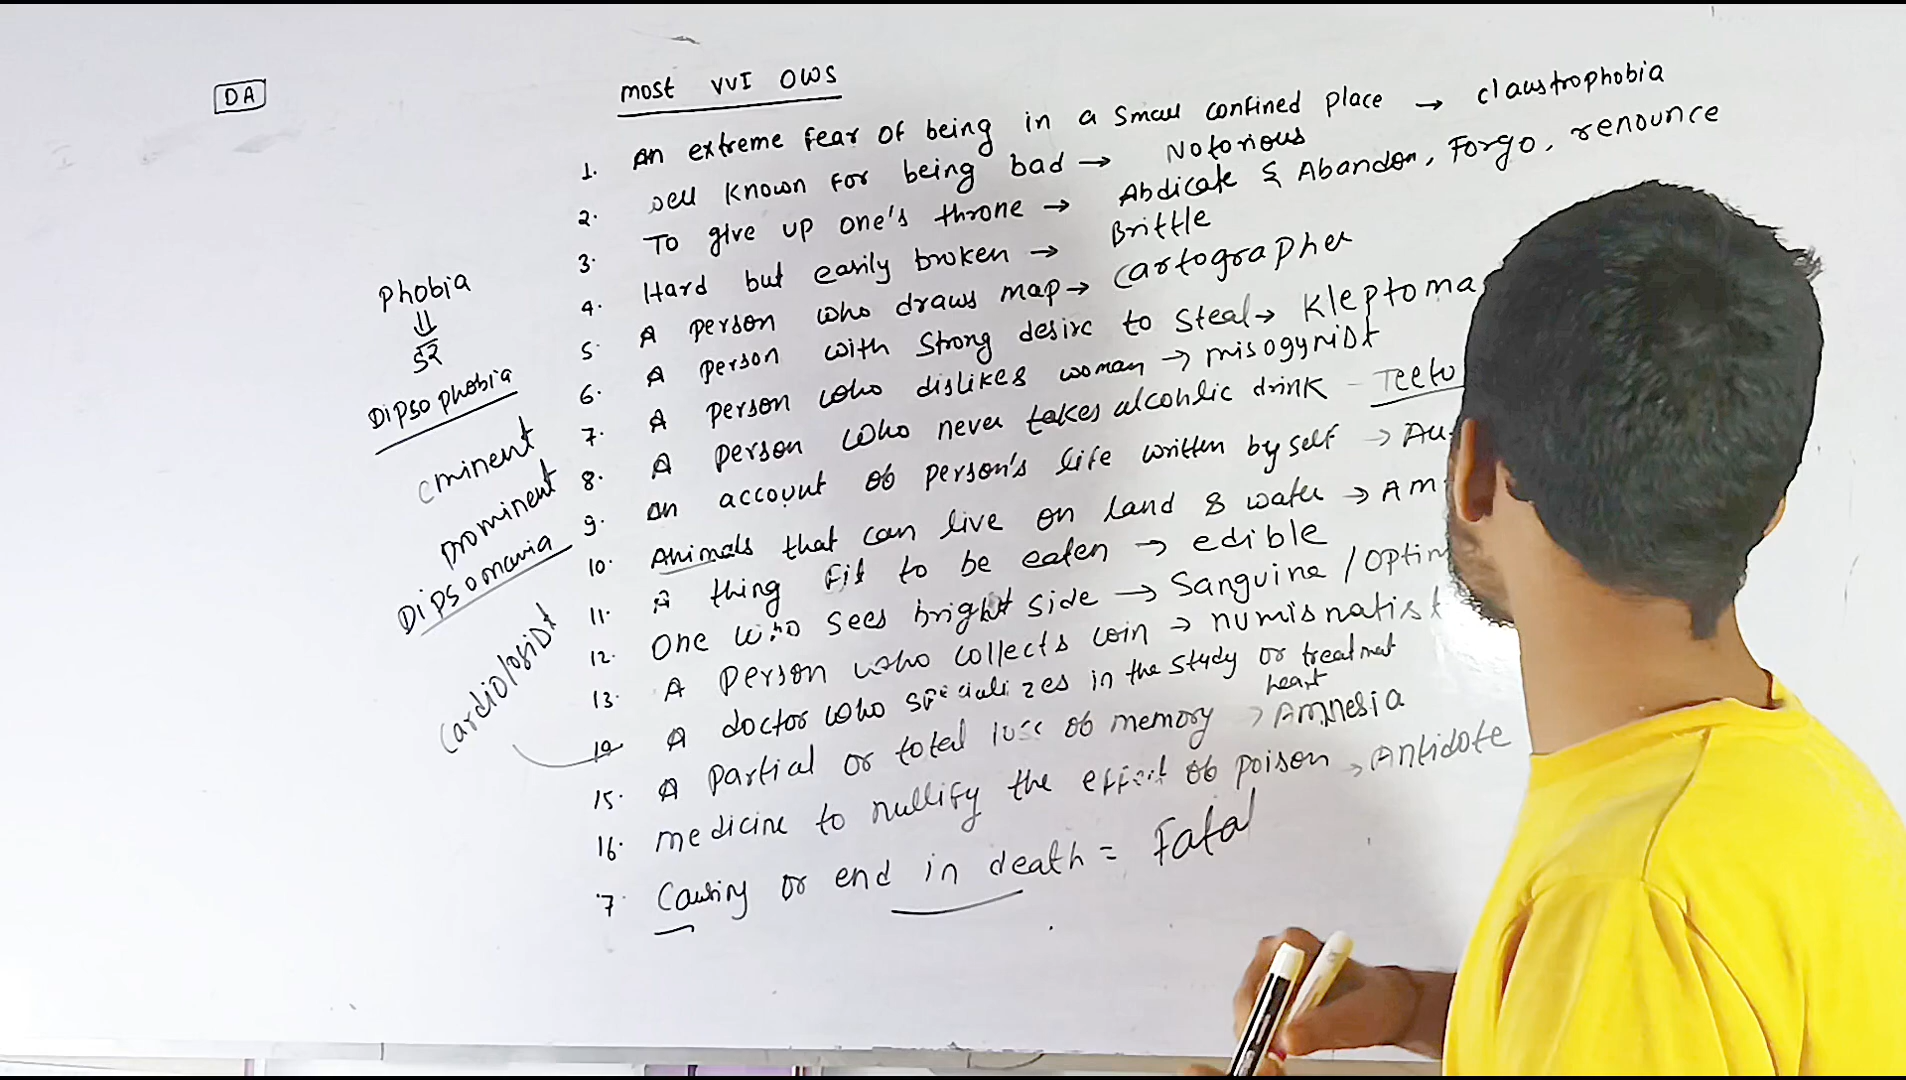 DA
most VVI OWS
1. An extreme fear of being in a small confined place → claustrophobia
2. well known for being bad → Notorious
3. To give up one's throne → Abdicate & Abandon, Forgo, renounce
4. Hard but easily broken → Brittle
5. A person who draws map → Cartographer
6. A person with strong desire to steal → Kleptoma
7. A person who dislikes woman → misogynist
8. A person who never takes alcohlic drink - Teeto
9. An account of person's life written by self → Au
10. Animals that can live on land & water → Am
11. A thing fit to be eaten → edible
12. One who sees bright side → Sanguine / Optim
13. A person who collects coin → numisnatist
14 A doctor who specializes in the study or treatmet heart
15. A partial or total loss of memory → Amnesia
16. medicine to nullify the effect of poison → Antidote
7. Causing or end in death = Fatal
Phobia
⇓
डर
Dipsophobia
eminent
prominent
Dipsomania
Cardiologist